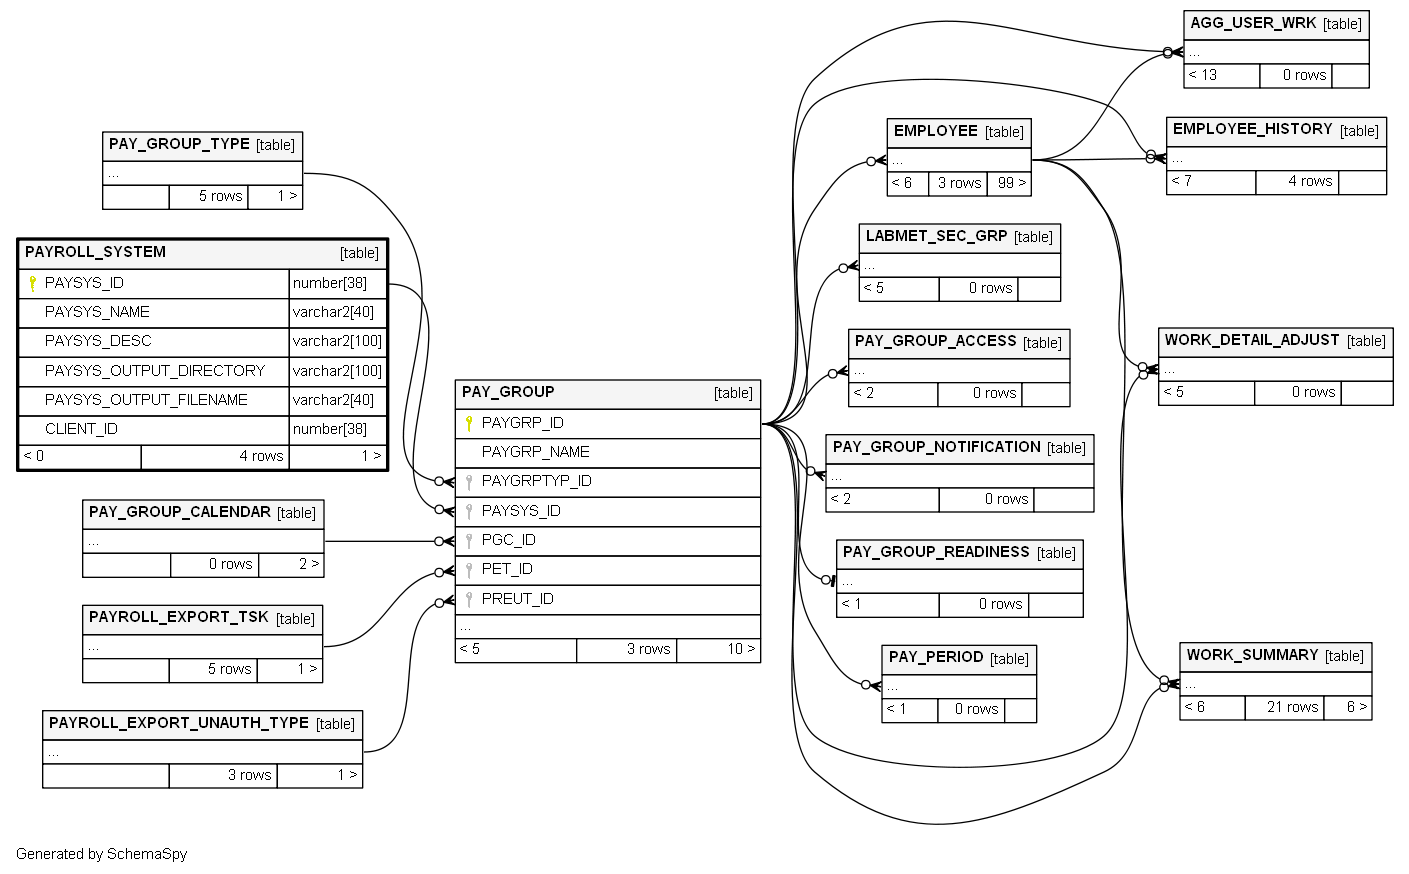 PAY_GROUP_TYPE [table]
...
5 rows 1 >
PAYROLL_SYSTEM [table]
PAYSYS_ID number[38]
PAYSYS_NAME varchar2[40]
PAYSYS_DESC varchar2[100]
PAYSYS_OUTPUT_DIRECTORY varchar2[100]
PAYSYS_OUTPUT_FILENAME varchar2[40]
CLIENT_ID number[38]
< 0 4 rows 1 >
PAY_GROUP_CALENDAR [table]
...
0 rows 2 >
PAYROLL_EXPORT_TSK [table]
...
5 rows 1 >
PAYROLL_EXPORT_UNAUTH_TYPE [table]
...
3 rows 1 >
PAY_GROUP [table]
PAYGRP_ID
PAYGRP_NAME
PAYGRPTYP_ID
PAYSYS_ID
PGC_ID
PET_ID
PREUT_ID
...
< 5 3 rows 10 >
EMPLOYEE [table]
...
< 6 3 rows 99 >
LABMET_SEC_GRP [table]
...
< 5 0 rows
PAY_GROUP_ACCESS [table]
...
< 2 0 rows
PAY_GROUP_NOTIFICATION [table]
...
< 2 0 rows
PAY_GROUP_READINESS [table]
...
< 1 0 rows
PAY_PERIOD [table]
...
< 1 0 rows
AGG_USER_WRK [table]
...
< 13 0 rows
EMPLOYEE_HISTORY [table]
...
< 7 4 rows
WORK_DETAIL_ADJUST [table]
...
< 5 0 rows
WORK_SUMMARY [table]
...
< 6 21 rows 6 >
Generated by SchemaSpy